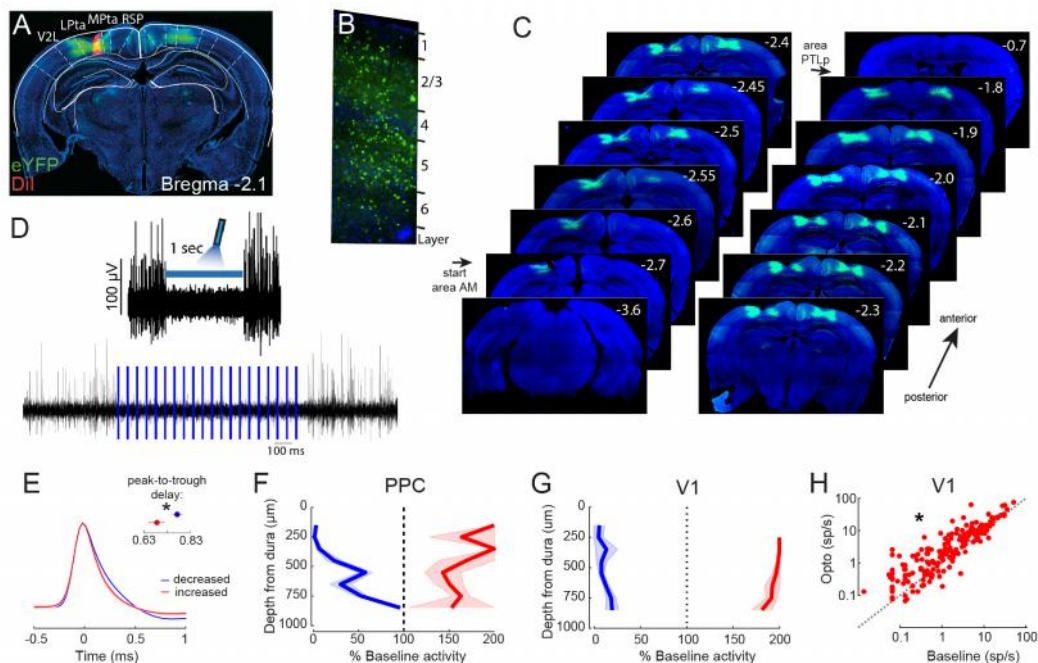 A
V2L LPta MPta RSP
eYFP
DiI
Bregma -2.1
B
1
2/3
4
5
6
Layer
C
-2.4
-2.45
-2.5
-2.55
-2.6
-2.7
-3.6
start
area AM
area
PTLp
-0.7
-1.8
-1.9
-2.0
-2.1
-2.2
-2.3
anterior
posterior
D
1 sec
100 µV
100 ms
E
peak-to-trough
delay:
*
0.63 0.83
decreased
increased
-0.5 0 0.5 1
Time (ms)
F
PPC
Depth from dura (µm)
0
250
500
750
1000
0 50 100 150 200
% Baseline activity
G
V1
Depth from dura (µm)
0
250
500
750
1000
0 50 100 150 200
% Baseline activity
H
V1
*
Opto (sp/s)
100
10
1
0.1
0.1 1 10 100
Baseline (sp/s)